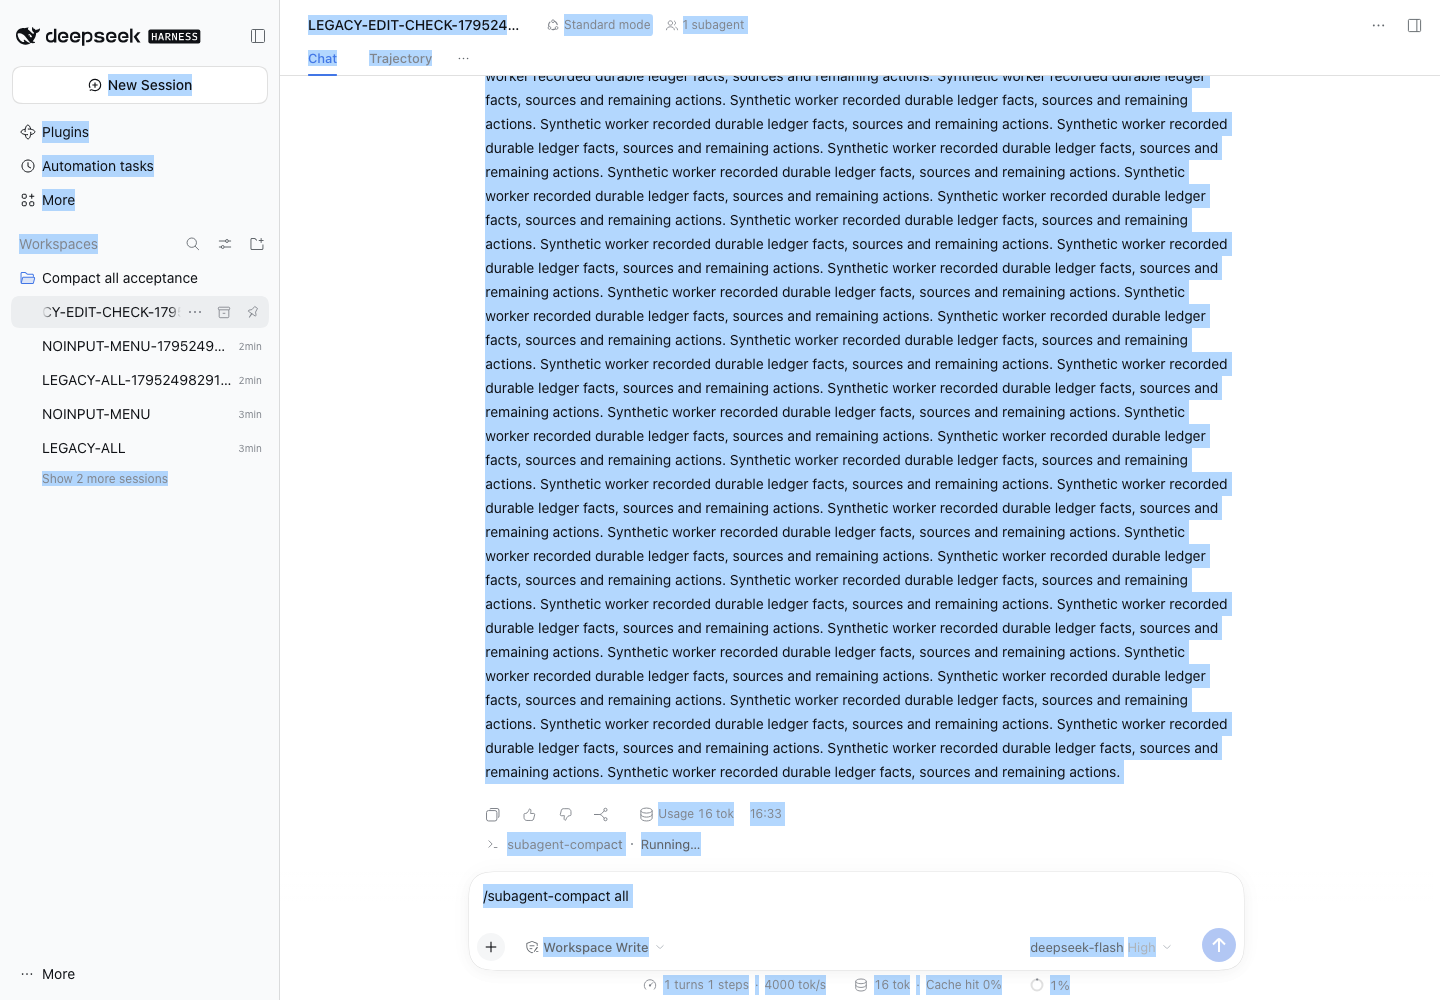 deepseek HARNESS
New Session
Plugins
Automation tasks
More
Workspaces
Compact all acceptance
CY-EDIT-CHECK-179
NOINPUT-MENU-1795249... 2min
LEGACY-ALL-17952498291... 2min
NOINPUT-MENU 3min
LEGACY-ALL 3min
Show 2 more sessions
More
LEGACY-EDIT-CHECK-179524... Standard mode 1 subagent
Chat Trajectory
worker recorded durable ledger facts, sources and remaining actions. Synthetic worker recorded durable ledger
facts, sources and remaining actions. Synthetic worker recorded durable ledger facts, sources and remaining
actions. Synthetic worker recorded durable ledger facts, sources and remaining actions. Synthetic worker recorded
durable ledger facts, sources and remaining actions. Synthetic worker recorded durable ledger facts, sources and
remaining actions. Synthetic worker recorded durable ledger facts, sources and remaining actions. Synthetic
worker recorded durable ledger facts, sources and remaining actions. Synthetic worker recorded durable ledger
facts, sources and remaining actions. Synthetic worker recorded durable ledger facts, sources and remaining
actions. Synthetic worker recorded durable ledger facts, sources and remaining actions. Synthetic worker recorded
durable ledger facts, sources and remaining actions. Synthetic worker recorded durable ledger facts, sources and
remaining actions. Synthetic worker recorded durable ledger facts, sources and remaining actions. Synthetic
worker recorded durable ledger facts, sources and remaining actions. Synthetic worker recorded durable ledger
facts, sources and remaining actions. Synthetic worker recorded durable ledger facts, sources and remaining
actions. Synthetic worker recorded durable ledger facts, sources and remaining actions. Synthetic worker recorded
durable ledger facts, sources and remaining actions. Synthetic worker recorded durable ledger facts, sources and
remaining actions. Synthetic worker recorded durable ledger facts, sources and remaining actions. Synthetic
worker recorded durable ledger facts, sources and remaining actions. Synthetic worker recorded durable ledger
facts, sources and remaining actions. Synthetic worker recorded durable ledger facts, sources and remaining
actions. Synthetic worker recorded durable ledger facts, sources and remaining actions. Synthetic worker recorded
durable ledger facts, sources and remaining actions. Synthetic worker recorded durable ledger facts, sources and
remaining actions. Synthetic worker recorded durable ledger facts, sources and remaining actions. Synthetic
worker recorded durable ledger facts, sources and remaining actions. Synthetic worker recorded durable ledger
facts, sources and remaining actions. Synthetic worker recorded durable ledger facts, sources and remaining
actions. Synthetic worker recorded durable ledger facts, sources and remaining actions. Synthetic worker recorded
durable ledger facts, sources and remaining actions. Synthetic worker recorded durable ledger facts, sources and
remaining actions. Synthetic worker recorded durable ledger facts, sources and remaining actions. Synthetic
worker recorded durable ledger facts, sources and remaining actions. Synthetic worker recorded durable ledger
facts, sources and remaining actions. Synthetic worker recorded durable ledger facts, sources and remaining
actions. Synthetic worker recorded durable ledger facts, sources and remaining actions. Synthetic worker recorded
durable ledger facts, sources and remaining actions. Synthetic worker recorded durable ledger facts, sources and
remaining actions. Synthetic worker recorded durable ledger facts, sources and remaining actions.
Usage 16 tok 16:33
subagent-compact · Running...
/subagent-compact all
Workspace Write deepseek-flash High
1 turns 1 steps · 4000 tok/s 16 tok · Cache hit 0% 1%